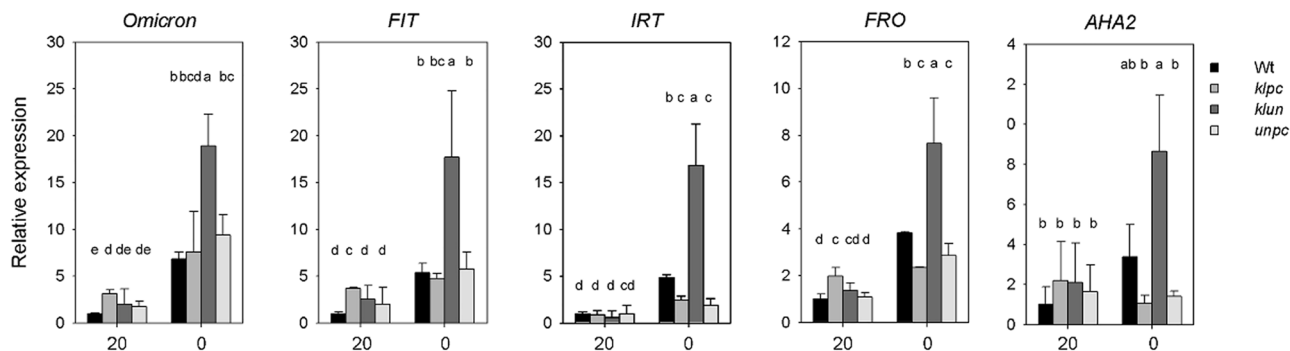 Omicron
FIT
IRT
FRO
AHA2
Relative expression
30
25
20
15
10
5
0
e d de de
b bcd a bc
20 0
30
25
20
15
10
5
0
d c d d
b bc a b
20 0
30
25
20
15
10
5
0
d d d cd
b c a c
20 0
12
10
8
6
4
2
0
d c cd d
b c a c
20 0
4
2
0
8
6
4
2
0
b b b b
ab b a b
20 0
Wt
klpc
klun
unpc